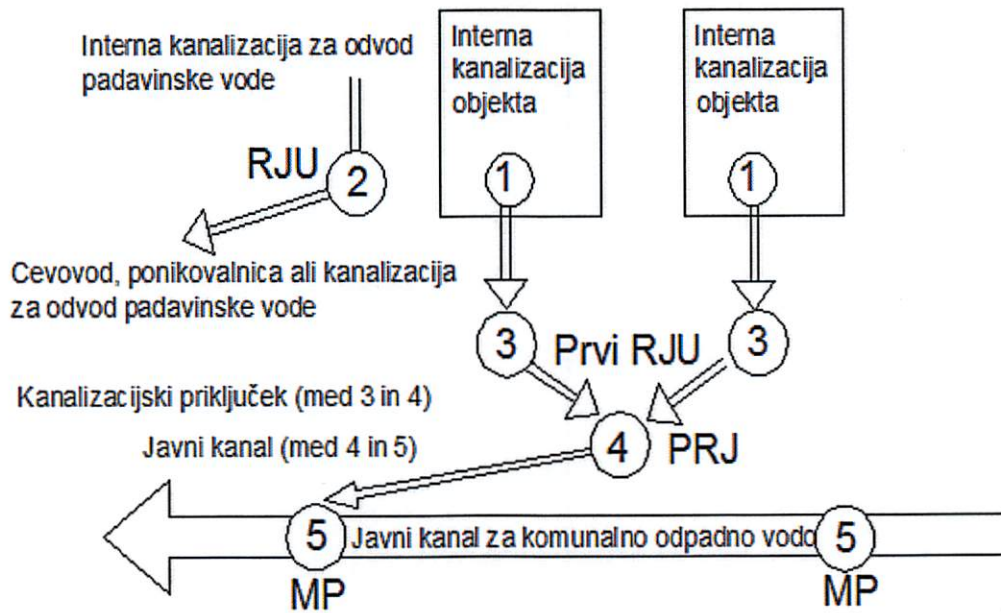 Interna kanalizacija za odvod
padavinske vode
Interna
kanalizacija
objekta
Interna
kanalizacija
objekta
RJU
2
1
1
Cevovod, ponikovalnica ali kanalizacija
za odvod padavinske vode
3
Prvi RJU
3
Kanalizacijski priključek (med 3 in 4)
Javni kanal (med 4 in 5)
4
PRJ
5
Javni kanal za komunalno odpadno vodo
5
MP
MP